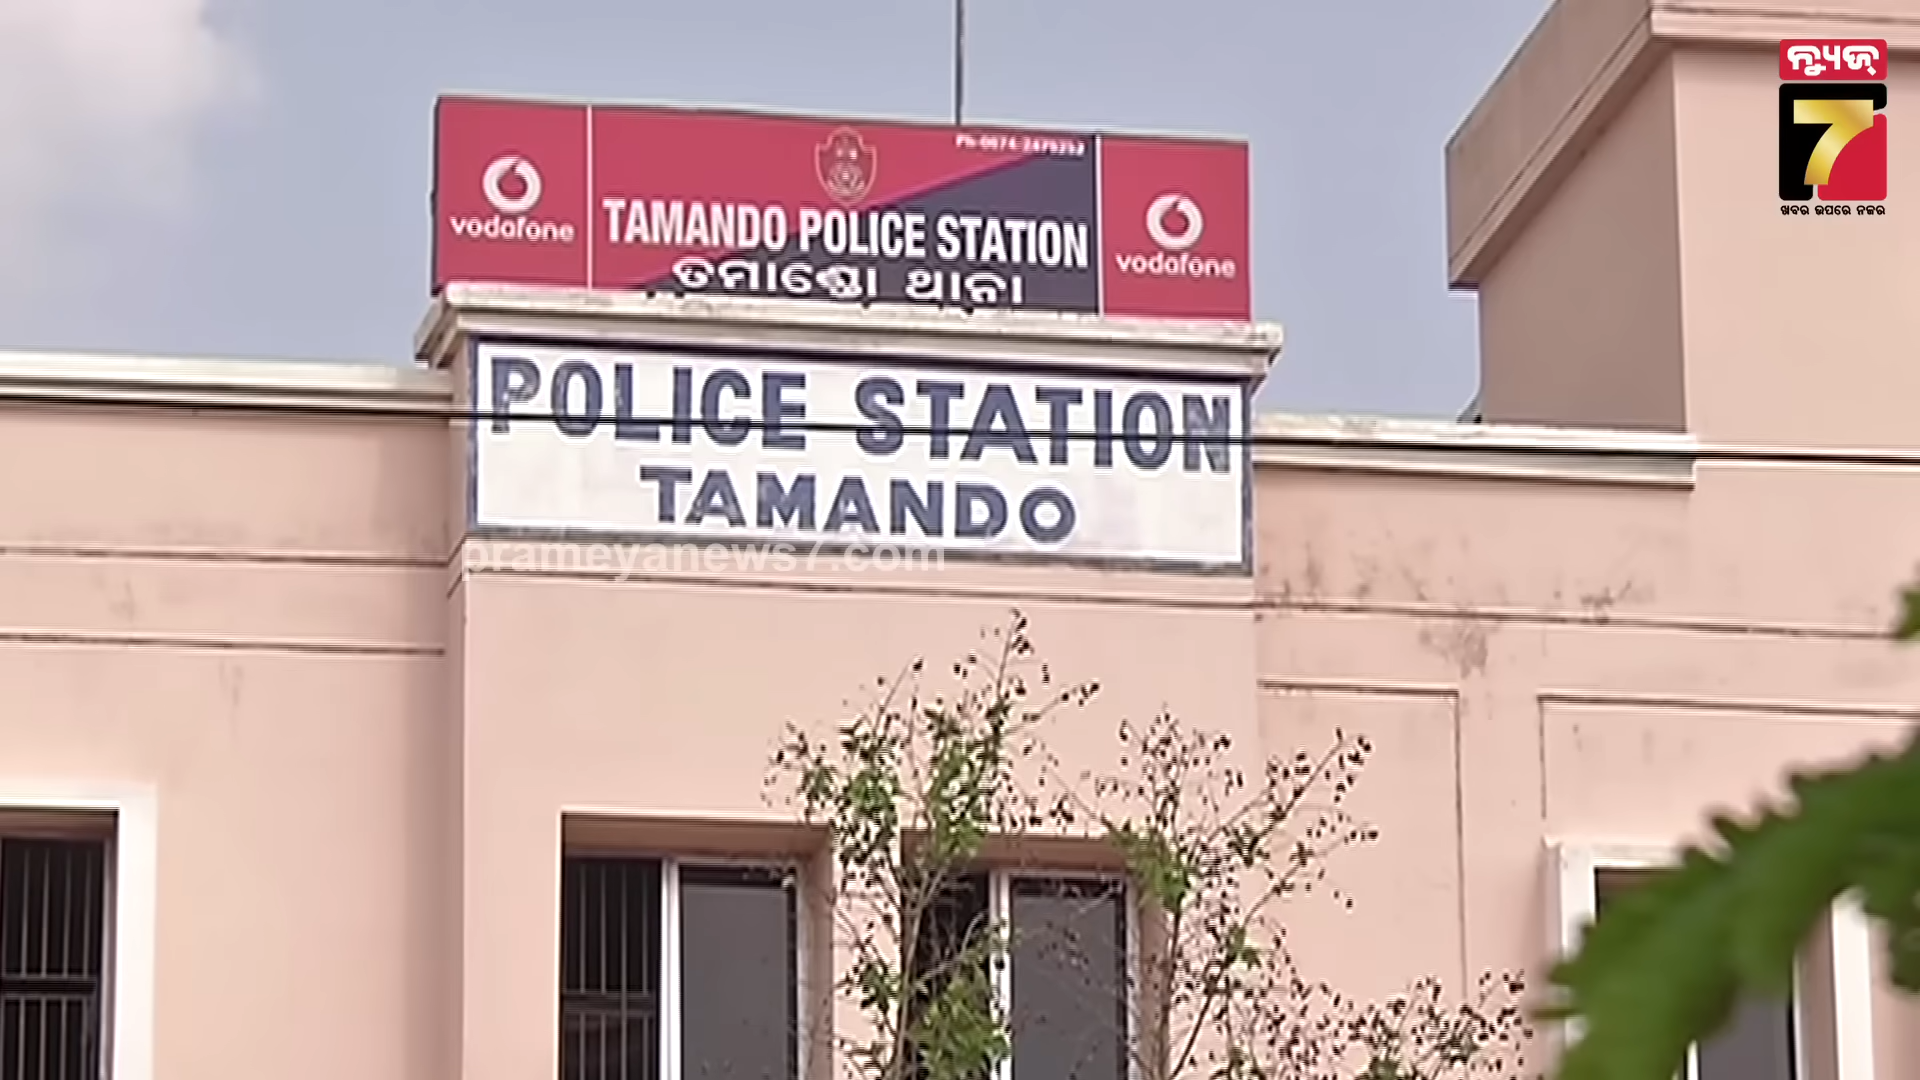 ନ୍ୟୁଜ୍
7
ଖବର ଉପରେ ନଜର
vodafone
TAMANDO POLICE STATION
ତମାଣ୍ଡୋ ଥାନା
vodafone
POLICE STATION
TAMANDO
prameyanews7.com